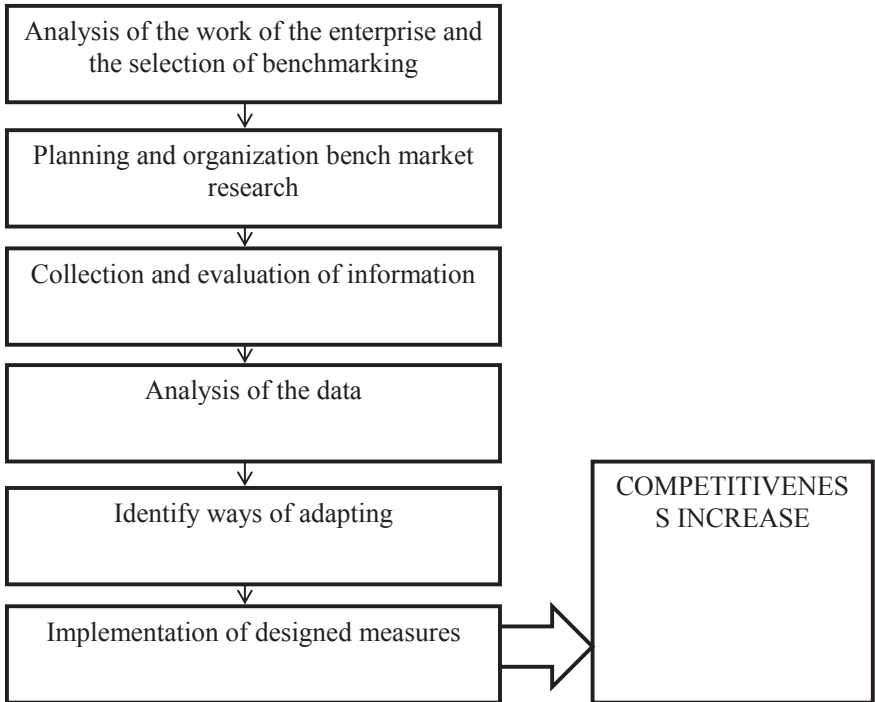 Analysis of the work of the enterprise and
the selection of benchmarking
Planning and organization bench market
research
Collection and evaluation of information
Analysis of the data
Identify ways of adapting
Implementation of designed measures
COMPETITIVENES
S INCREASE